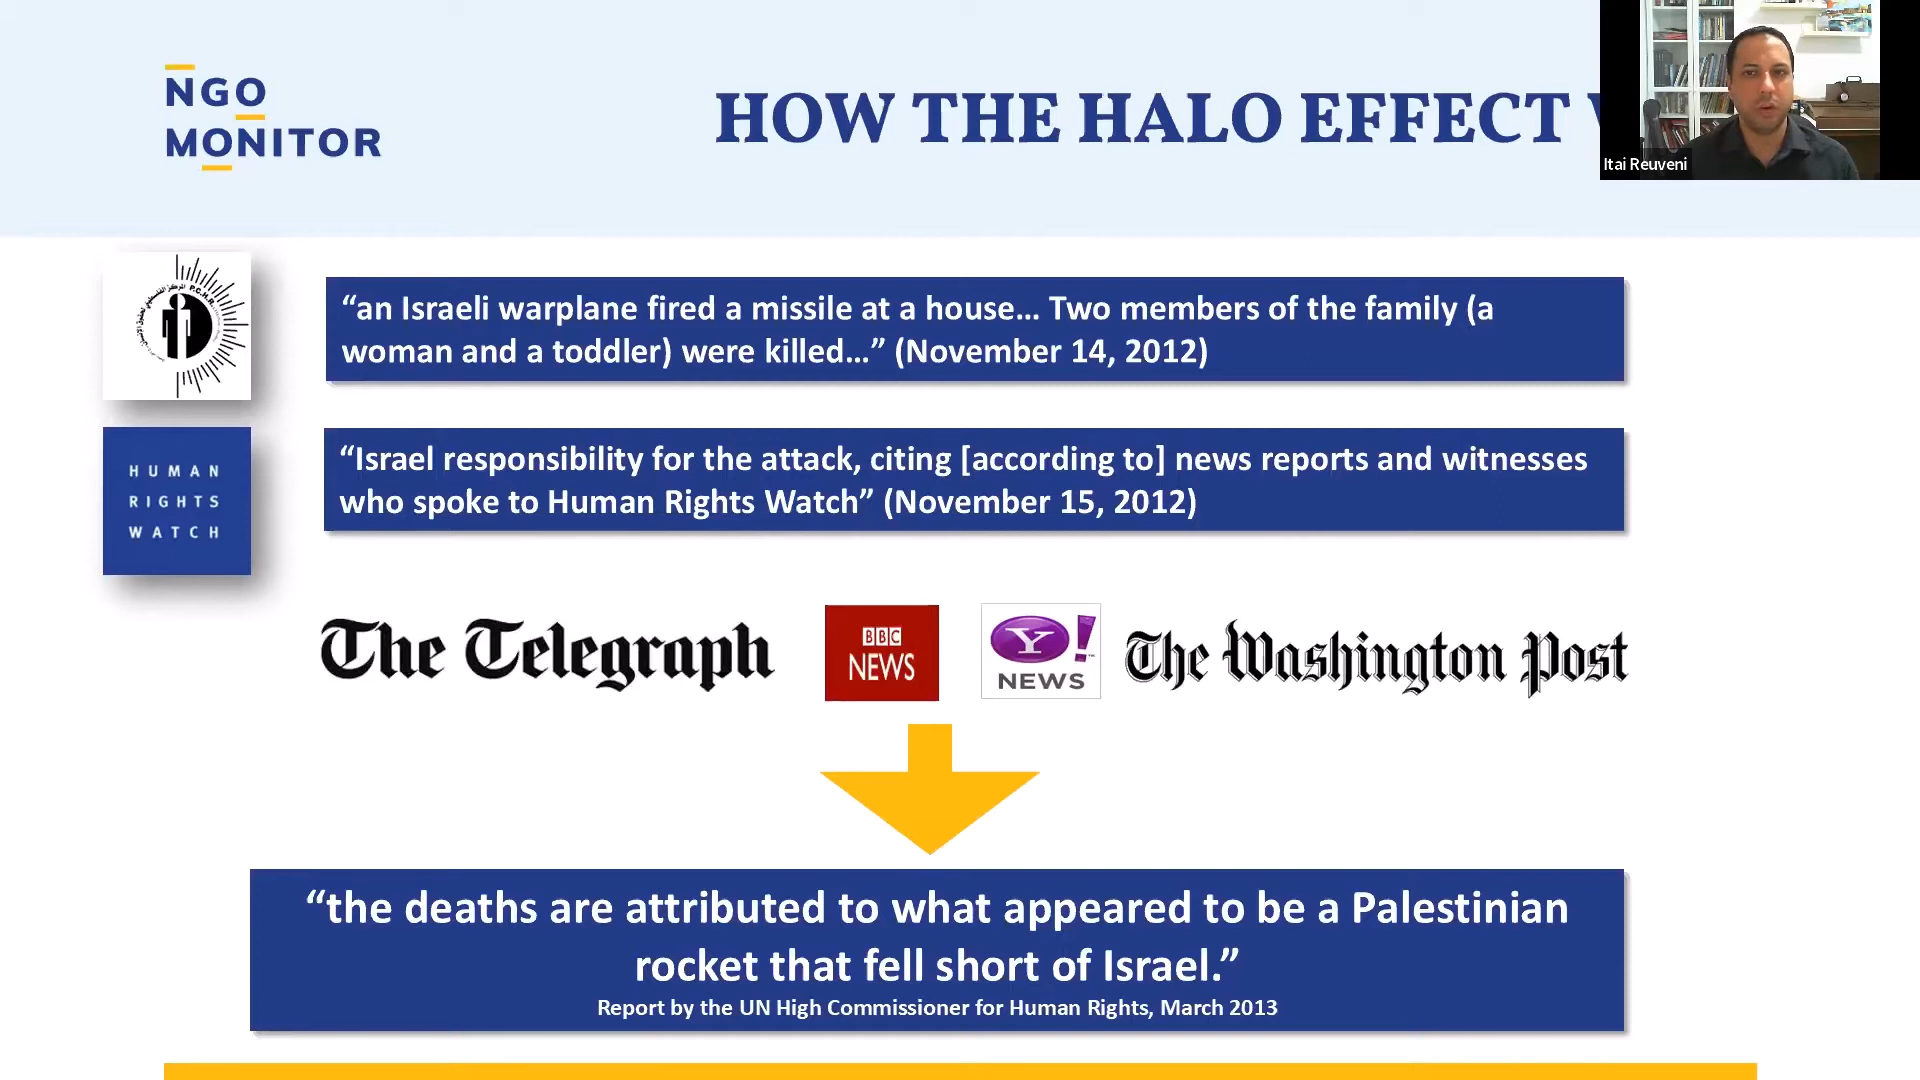 NGO
MONITOR
HOW THE HALO EFFECT
Itai Reuveni
P.C.H.R.
“an Israeli warplane fired a missile at a house... Two members of the family (a
woman and a toddler) were killed...” (November 14, 2012)
HUMAN
RIGHTS
WATCH
“Israel responsibility for the attack, citing [according to] news reports and witnesses
who spoke to Human Rights Watch” (November 15, 2012)
The Telegraph
BBC
NEWS
Y!
NEWS
The Washington Post
“the deaths are attributed to what appeared to be a Palestinian
rocket that fell short of Israel.”
Report by the UN High Commissioner for Human Rights, March 2013